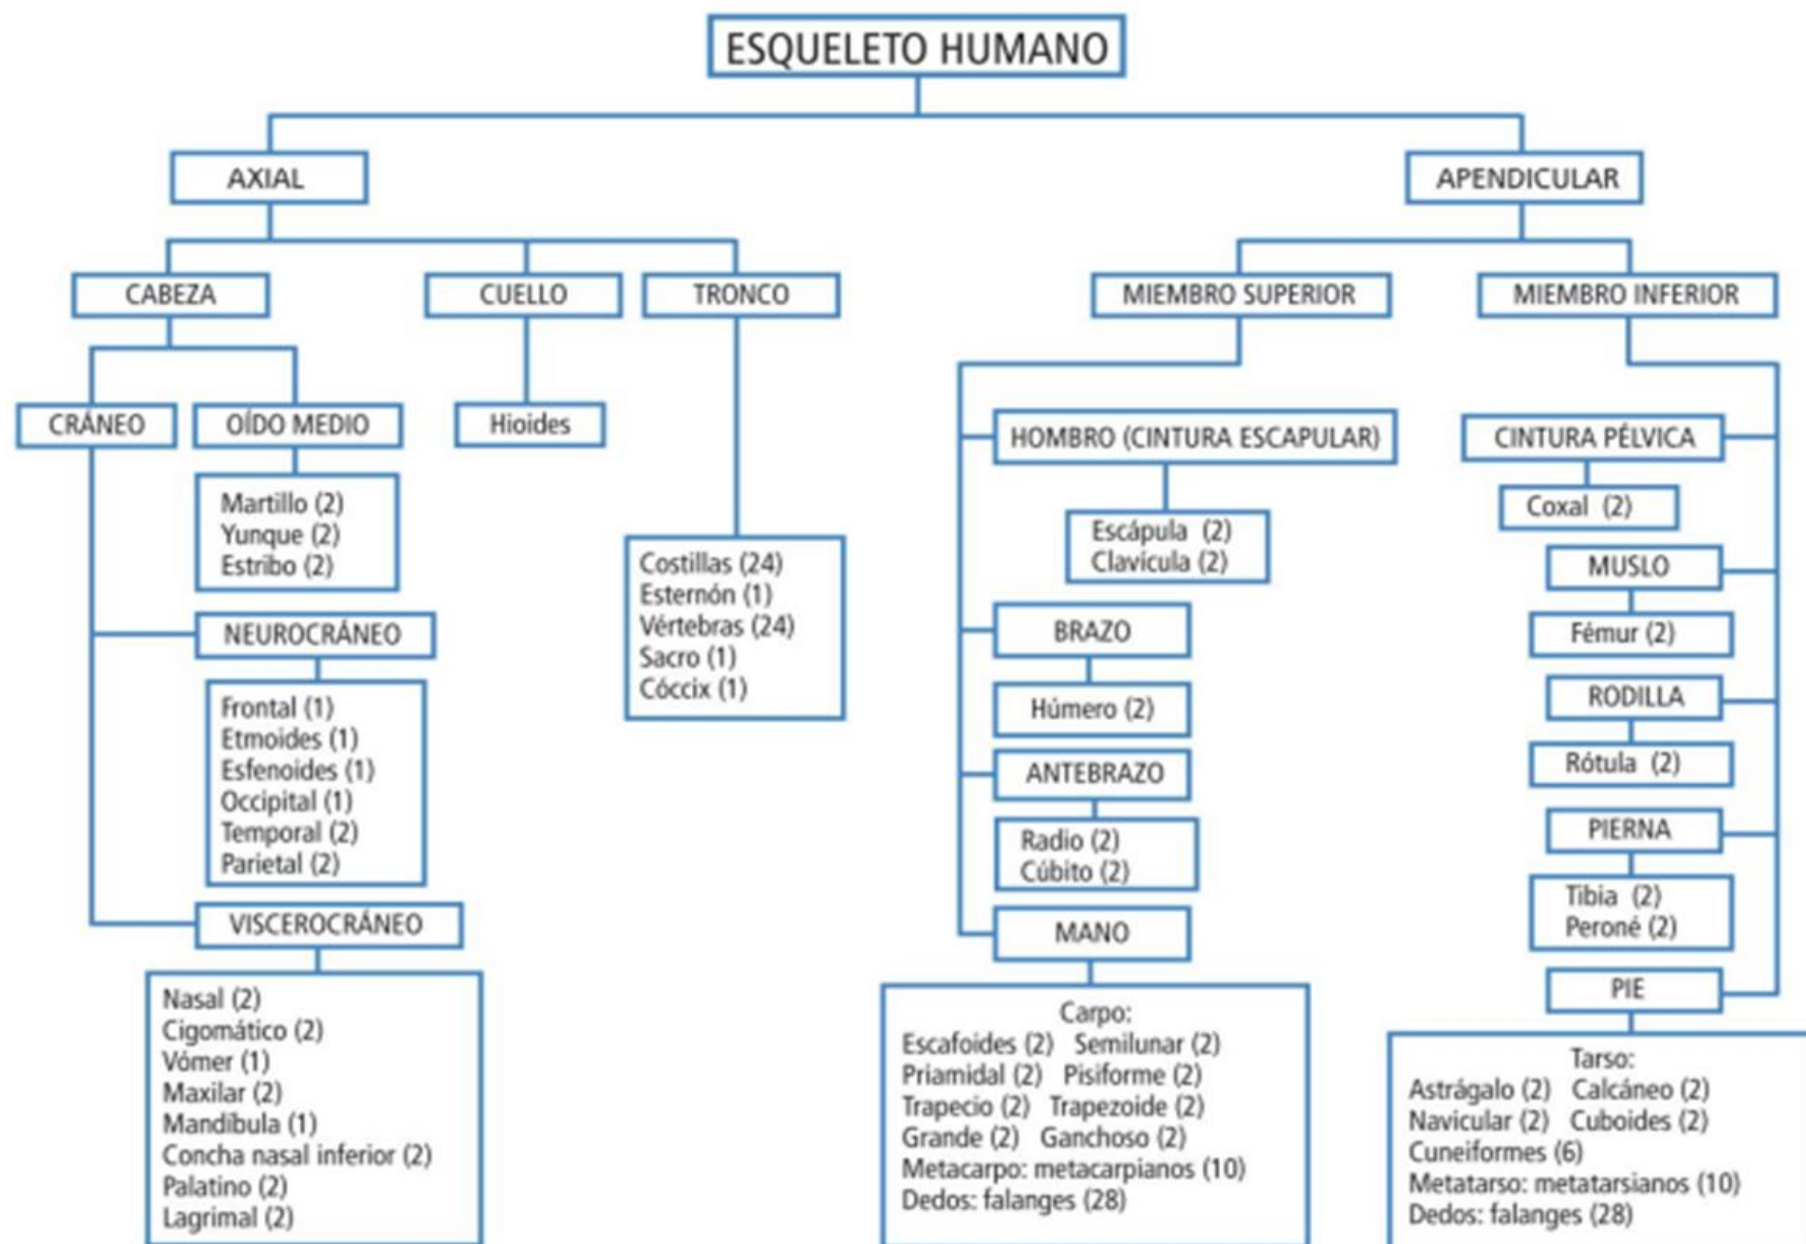 ESQUELETO HUMANO
AXIAL
APENDICULAR
CABEZA
CUELLO
TRONCO
MIEMBRO SUPERIOR
MIEMBRO INFERIOR
CRÁNEO
OÍDO MEDIO
Hioides
Martillo (2)
Yunque (2)
Estribo (2)
NEUROCRÁNEO
Frontal (1)
Etmoides (1)
Esfenoides (1)
Occipital (1)
Temporal (2)
Parietal (2)
VISCEROCRÁNEO
Nasal (2)
Cigomático (2)
Vómer (1)
Maxilar (2)
Mandíbula (1)
Concha nasal inferior (2)
Palatino (2)
Lagrimal (2)
Costillas (24)
Esternón (1)
Vértebras (24)
Sacro (1)
Cóccix (1)
HOMBRO (CINTURA ESCAPULAR)
Escápula (2)
Clavícula (2)
BRAZO
Húmero (2)
ANTEBRAZO
Radio (2)
Cúbito (2)
MANO
Carpo:
Escafoides (2) Semilunar (2)
Priamidal (2) Pisiforme (2)
Trapecio (2) Trapezoide (2)
Grande (2) Ganchoso (2)
Metacarpo: metacarpianos (10)
Dedos: falanges (28)
CINTURA PÉLVICA
Coxal (2)
MUSLO
Fémur (2)
RODILLA
Rótula (2)
PIERNA
Tibia (2)
Peroné (2)
PIE
Tarso:
Astrágalo (2) Calcáneo (2)
Navicular (2) Cuboides (2)
Cuneiformes (6)
Metatarso: metatarsianos (10)
Dedos: falanges (28)